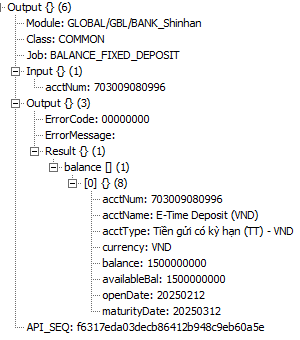 Output {} (6)
Module: GLOBAL/GBL/BANK_Shinhan
Class: COMMON
Job: BALANCE_FIXED_DEPOSIT
Input {} (1)
acctNum: 703009080996
Output {} (3)
ErrorCode: 00000000
ErrorMessage:
Result {} (1)
balance [] (1)
[0] {} (8)
acctNum: 703009080996
acctName: E-Time Deposit (VND)
acctType: Tiền gửi có kỳ hạn (TT) - VND
currency: VND
balance: 1500000000
availableBal: 1500000000
openDate: 20250212
maturityDate: 20250312
API_SEQ: f6317eda03decb86412b948c9eb60a5e